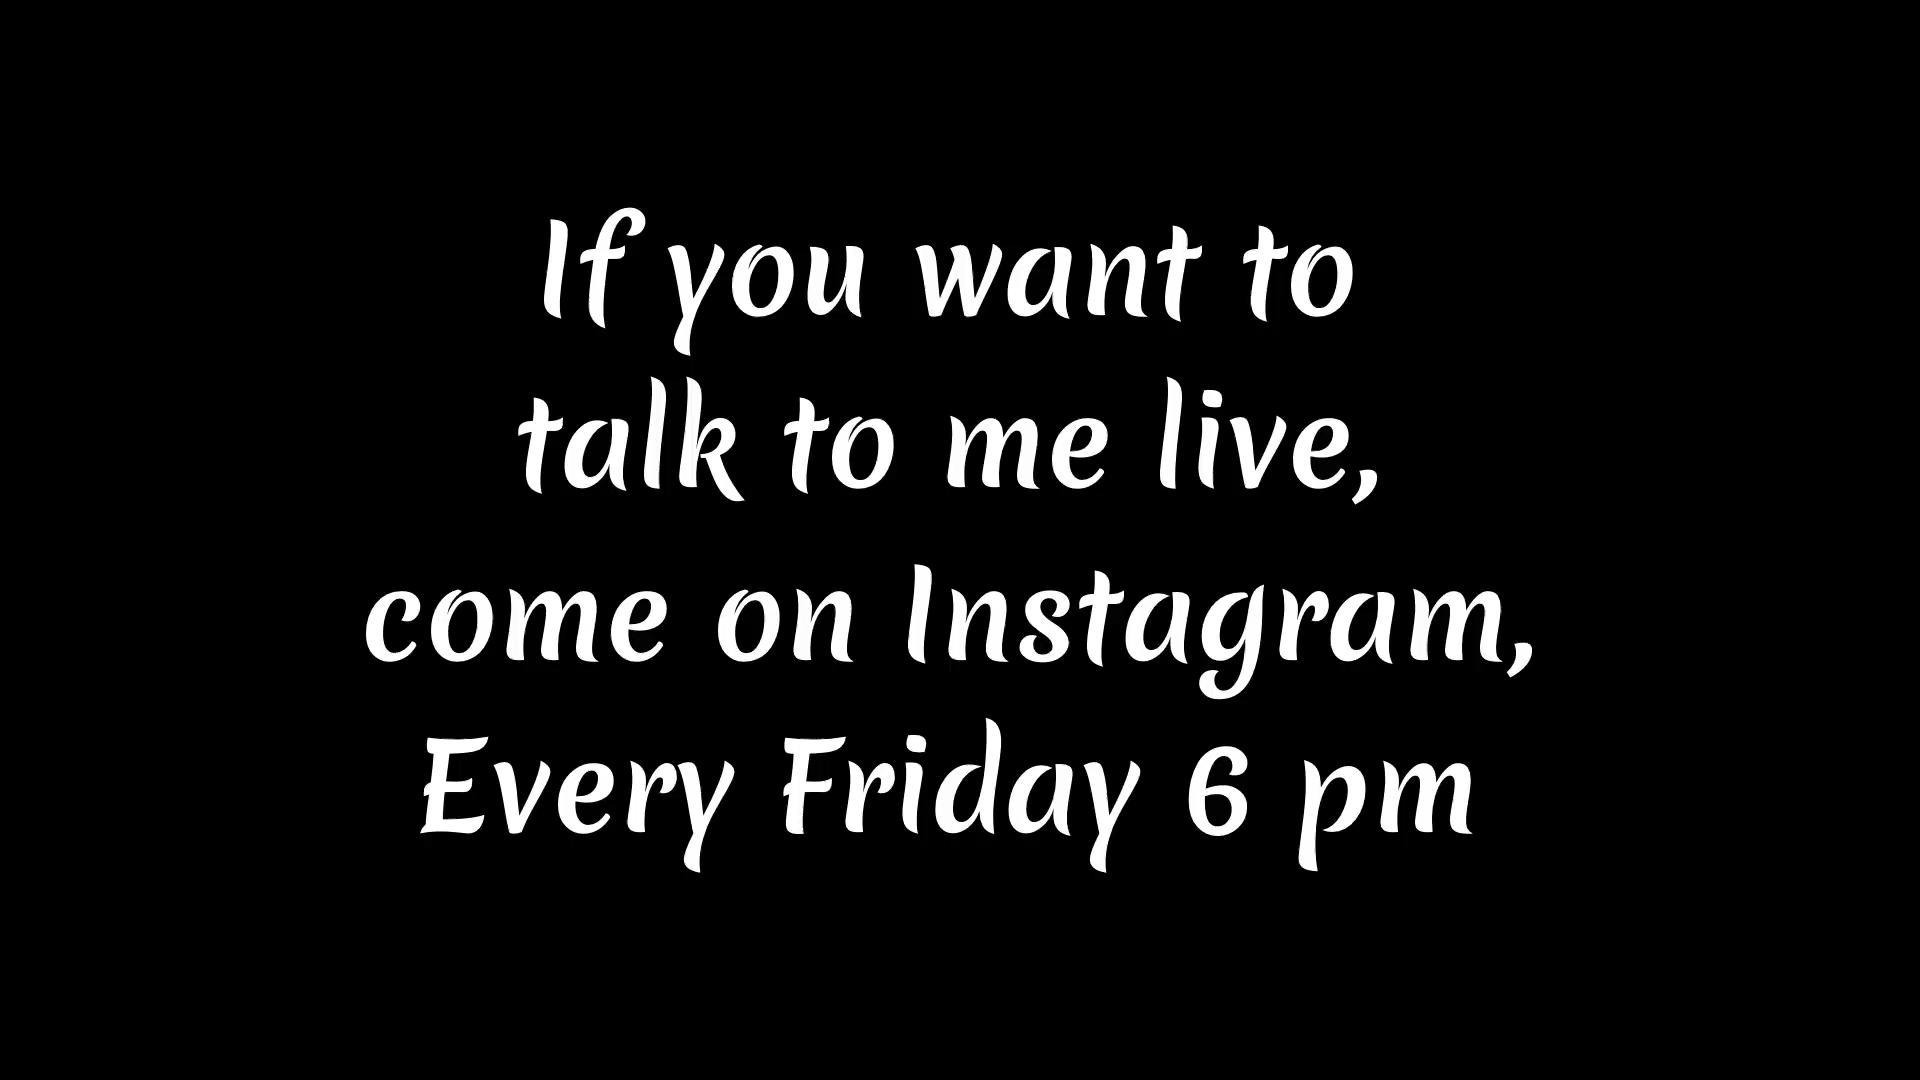 If you want to
talk to me live,
come on Instagram,
Every Friday 6 pm